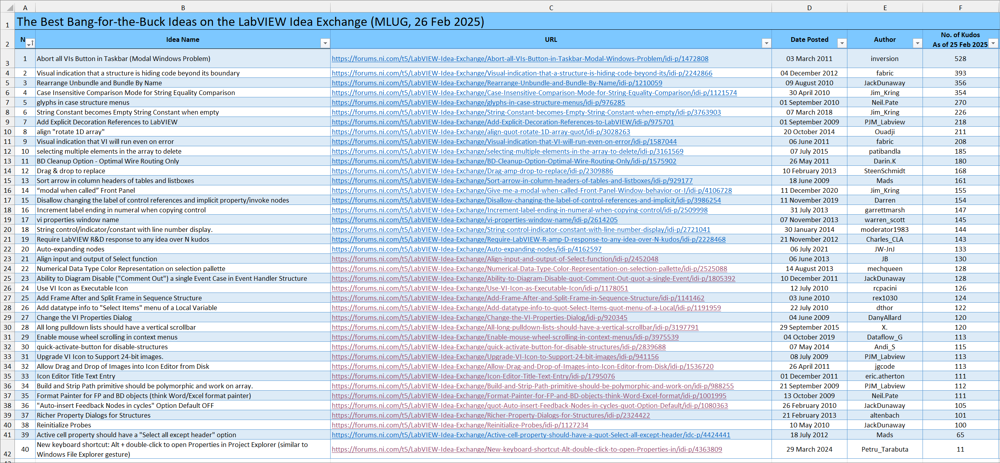 A B C D E F
1 The Best Bang-for-the-Buck Ideas on the LabVIEW Idea Exchange (MLUG, 26 Feb 2025)
2 N Idea Name URL Date Posted Author No. of Kudos
As of 25 Feb 2025
3 1 Abort all VIs Button in Taskbar (Modal Windows Problem) https://forums.ni.com/t5/LabVIEW-Idea-Exchange/Abort-all-VIs-Button-in-Taskbar-Modal-Windows-Problem/idi-p/1472808 03 March 2011 inversion 528
4 2 Visual indication that a structure is hiding code beyond its boundary https://forums.ni.com/t5/LabVIEW-Idea-Exchange/Visual-indication-that-a-structure-is-hiding-code-beyond-its/idi-p/2242866 04 December 2012 fabric 393
5 3 Rearrange Unbundle and Bundle By Name https://forums.ni.com/t5/LabVIEW-Idea-Exchange/Rearrange-Unbundle-and-Bundle-By-Name/idi-p/1210059 09 August 2010 JackDunaway 356
6 4 Case Insensitive Comparison Mode for String Equality Comparison https://forums.ni.com/t5/LabVIEW-Idea-Exchange/Case-Insensitive-Comparison-Mode-for-String-Equality-Comparison/idi-p/1121574 30 April 2010 Jim_Kring 354
7 5 glyphs in case structure menus https://forums.ni.com/t5/LabVIEW-Idea-Exchange/glyphs-in-case-structure-menus/idi-p/976285 01 September 2010 Neil.Pate 270
8 6 String Constant becomes Empty String Constant when empty https://forums.ni.com/t5/LabVIEW-Idea-Exchange/String-Constant-becomes-Empty-String-Constant-when-empty/idi-p/3763903 07 March 2018 Jim_Kring 226
9 7 Add Explicit Decoration References to LabVIEW https://forums.ni.com/t5/LabVIEW-Idea-Exchange/Add-Explicit-Decoration-References-to-LabVIEW/idi-p/975701 01 September 2009 PJM_Labview 218
10 8 align "rotate 1D array" https://forums.ni.com/t5/LabVIEW-Idea-Exchange/align-quot-rotate-1D-array-quot/idi-p/3028263 20 October 2014 Ouadji 211
11 9 Visual indication that VI will run even on error https://forums.ni.com/t5/LabVIEW-Idea-Exchange/Visual-indication-that-VI-will-run-even-on-error/idi-p/1587044 06 June 2011 fabric 208
12 10 selecting multiple elements in the array to delete https://forums.ni.com/t5/LabVIEW-Idea-Exchange/selecting-multiple-elements-in-the-array-to-delete/idi-p/3161569 07 July 2015 patibandla 185
13 11 BD Cleanup Option - Optimal Wire Routing Only https://forums.ni.com/t5/LabVIEW-Idea-Exchange/BD-Cleanup-Option-Optimal-Wire-Routing-Only/idi-p/1575902 26 May 2011 Darin.K 180
14 12 Drag & drop to replace https://forums.ni.com/t5/LabVIEW-Idea-Exchange/Drag-amp-drop-to-replace/idi-p/2309886 10 February 2013 SteenSchmidt 168
15 13 Sort arrow in column headers of tables and listboxes https://forums.ni.com/t5/LabVIEW-Idea-Exchange/Sort-arrow-in-column-headers-of-tables-and-listboxes/idi-p/929177 18 June 2009 Mads 161
16 14 “modal when called” Front Panel https://forums.ni.com/t5/LabVIEW-Idea-Exchange/Give-me-a-modal-when-called-Front-Panel-Window-behavior-or-I/idi-p/4106728 11 December 2020 Jim_Kring 155
17 15 Disallow changing the label of control references and implicit property/invoke nodes https://forums.ni.com/t5/LabVIEW-Idea-Exchange/Disallow-changing-the-label-of-control-references-and-implicit/idi-p/3986254 11 November 2019 Darren 154
18 16 Increment label ending in numeral when copying control https://forums.ni.com/t5/LabVIEW-Idea-Exchange/Increment-label-ending-in-numeral-when-copying-control/idi-p/2509998 31 July 2013 garrettmarsh 147
19 17 vi properties window name https://forums.ni.com/t5/LabVIEW-Idea-Exchange/vi-properties-window-name/idi-p/2614205 07 November 2013 warren_scott 145
20 18 String control/indicator/constant with line number display. https://forums.ni.com/t5/LabVIEW-Idea-Exchange/String-control-indicator-constant-with-line-number-display/idi-p/2721041 30 January 2014 moderator1983 144
21 19 Require LabVIEW R&D response to any idea over N kudos https://forums.ni.com/t5/LabVIEW-Idea-Exchange/Require-LabVIEW-R-amp-D-response-to-any-idea-over-N-kudos/idi-p/2228468 21 November 2012 Charles_CLA 143
22 20 Auto-expanding nodes https://forums.ni.com/t5/LabVIEW-Idea-Exchange/Auto-expanding-nodes/idi-p/4162597 06 July 2021 JW-JnJ 133
23 21 Align input and output of Select function https://forums.ni.com/t5/LabVIEW-Idea-Exchange/Align-input-and-output-of-Select-function/idi-p/2452048 06 June 2013 JB 130
24 22 Numerical Data Type Color Representation on selection pallette https://forums.ni.com/t5/LabVIEW-Idea-Exchange/Numerical-Data-Type-Color-Representation-on-selection-pallette/idi-p/2525088 14 August 2013 mechqueen 128
25 23 Ability to Diagram Disable ("Comment Out") a single Event Case in Event Handler Structure https://forums.ni.com/t5/LabVIEW-Idea-Exchange/Ability-to-Diagram-Disable-quot-Comment-Out-quot-a-single-Event/idi-p/1805392 10 December 2011 JackDunaway 128
26 24 Use VI Icon as Executable Icon https://forums.ni.com/t5/LabVIEW-Idea-Exchange/Use-VI-Icon-as-Executable-Icon/idi-p/1178051 12 July 2010 rcpacini 126
27 25 Add Frame After and Split Frame in Sequence Structure https://forums.ni.com/t5/LabVIEW-Idea-Exchange/Add-Frame-After-and-Split-Frame-in-Sequence-Structure/idi-p/1141462 03 June 2010 rex1030 124
28 26 Add datatype info to "Select Items" menu of a Local Variable https://forums.ni.com/t5/LabVIEW-Idea-Exchange/Add-datatype-info-to-quot-Select-Items-quot-menu-of-a-Local/idi-p/1191959 22 July 2010 dthor 122
29 27 Change the VI Properties Dialog https://forums.ni.com/t5/LabVIEW-Idea-Exchange/Change-the-VI-Properties-Dialog/idi-p/920345 04 June 2009 DanyAllard 120
30 28 All long pulldown lists should have a vertical scrollbar https://forums.ni.com/t5/LabVIEW-Idea-Exchange/All-long-pulldown-lists-should-have-a-vertical-scrollbar/idi-p/3197791 29 September 2015 X. 120
31 29 Enable mouse wheel scrolling in context menus https://forums.ni.com/t5/LabVIEW-Idea-Exchange/Enable-mouse-wheel-scrolling-in-context-menus/idi-p/3975539 04 October 2019 Dataflow_G 113
32 30 quick-activate-button for disable-structures https://forums.ni.com/t5/LabVIEW-Idea-Exchange/quick-activate-button-for-disable-structures/idi-p/2839688 07 May 2014 Andi_S 115
33 31 Upgrade VI Icon to Support 24-bit images. https://forums.ni.com/t5/LabVIEW-Idea-Exchange/Upgrade-VI-Icon-to-Support-24-bit-images/idi-p/941156 08 July 2009 PJM_Labview 113
34 32 Allow Drag and Drop of Images into Icon Editor from Disk https://forums.ni.com/t5/LabVIEW-Idea-Exchange/Allow-Drag-and-Drop-of-Images-into-Icon-Editor-from-Disk/idi-p/1536720 26 April 2011 jgcode 113
35 33 Icon Editor Title Text Entry https://forums.ni.com/t5/LabVIEW-Idea-Exchange/Icon-Editor-Title-Text-Entry/idi-p/1795076 01 December 2011 eric.atherton 111
36 34 Build and Strip Path primitive should be polymorphic and work on array. https://forums.ni.com/t5/LabVIEW-Idea-Exchange/Build-and-Strip-Path-primitive-should-be-polymorphic-and-work-on/idi-p/988255 21 September 2009 PJM_Labview 112
37 35 Format Painter for FP and BD objects (think Word/Excel format painter) https://forums.ni.com/t5/LabVIEW-Idea-Exchange/Format-Painter-for-FP-and-BD-objects-think-Word-Excel-format/idi-p/1001995 13 October 2009 Neil.Pate 111
38 36 "Auto-insert Feedback Nodes in cycles" Option Default OFF https://forums.ni.com/t5/LabVIEW-Idea-Exchange/quot-Auto-insert-Feedback-Nodes-in-cycles-quot-Option-Default/idi-p/1080363 26 February 2010 JackDunaway 105
39 37 Richer Property Dialogs for Structures https://forums.ni.com/t5/LabVIEW-Idea-Exchange/Richer-Property-Dialogs-for-Structures/idi-p/2324422 21 February 2013 altenbach 101
40 38 Reinitialize Probes https://forums.ni.com/t5/LabVIEW-Idea-Exchange/Reinitialize-Probes/idi-p/1127234 10 May 2010 JackDunaway 100
41 39 Active cell property should have a "Select all except header" option https://forums.ni.com/t5/LabVIEW-Idea-Exchange/Active-cell-property-should-have-a-quot-Select-all-except-header/idc-p/4424441 18 July 2012 Mads 65
42 40 New keyboard shortcut: Alt + double-click to open Properties in Project Explorer (similar to
Windows File Explorer gesture) https://forums.ni.com/t5/LabVIEW-Idea-Exchange/New-keyboard-shortcut-Alt-double-click-to-open-Properties-in/idi-p/4363809 29 March 2024 Petru_Tarabuta 11